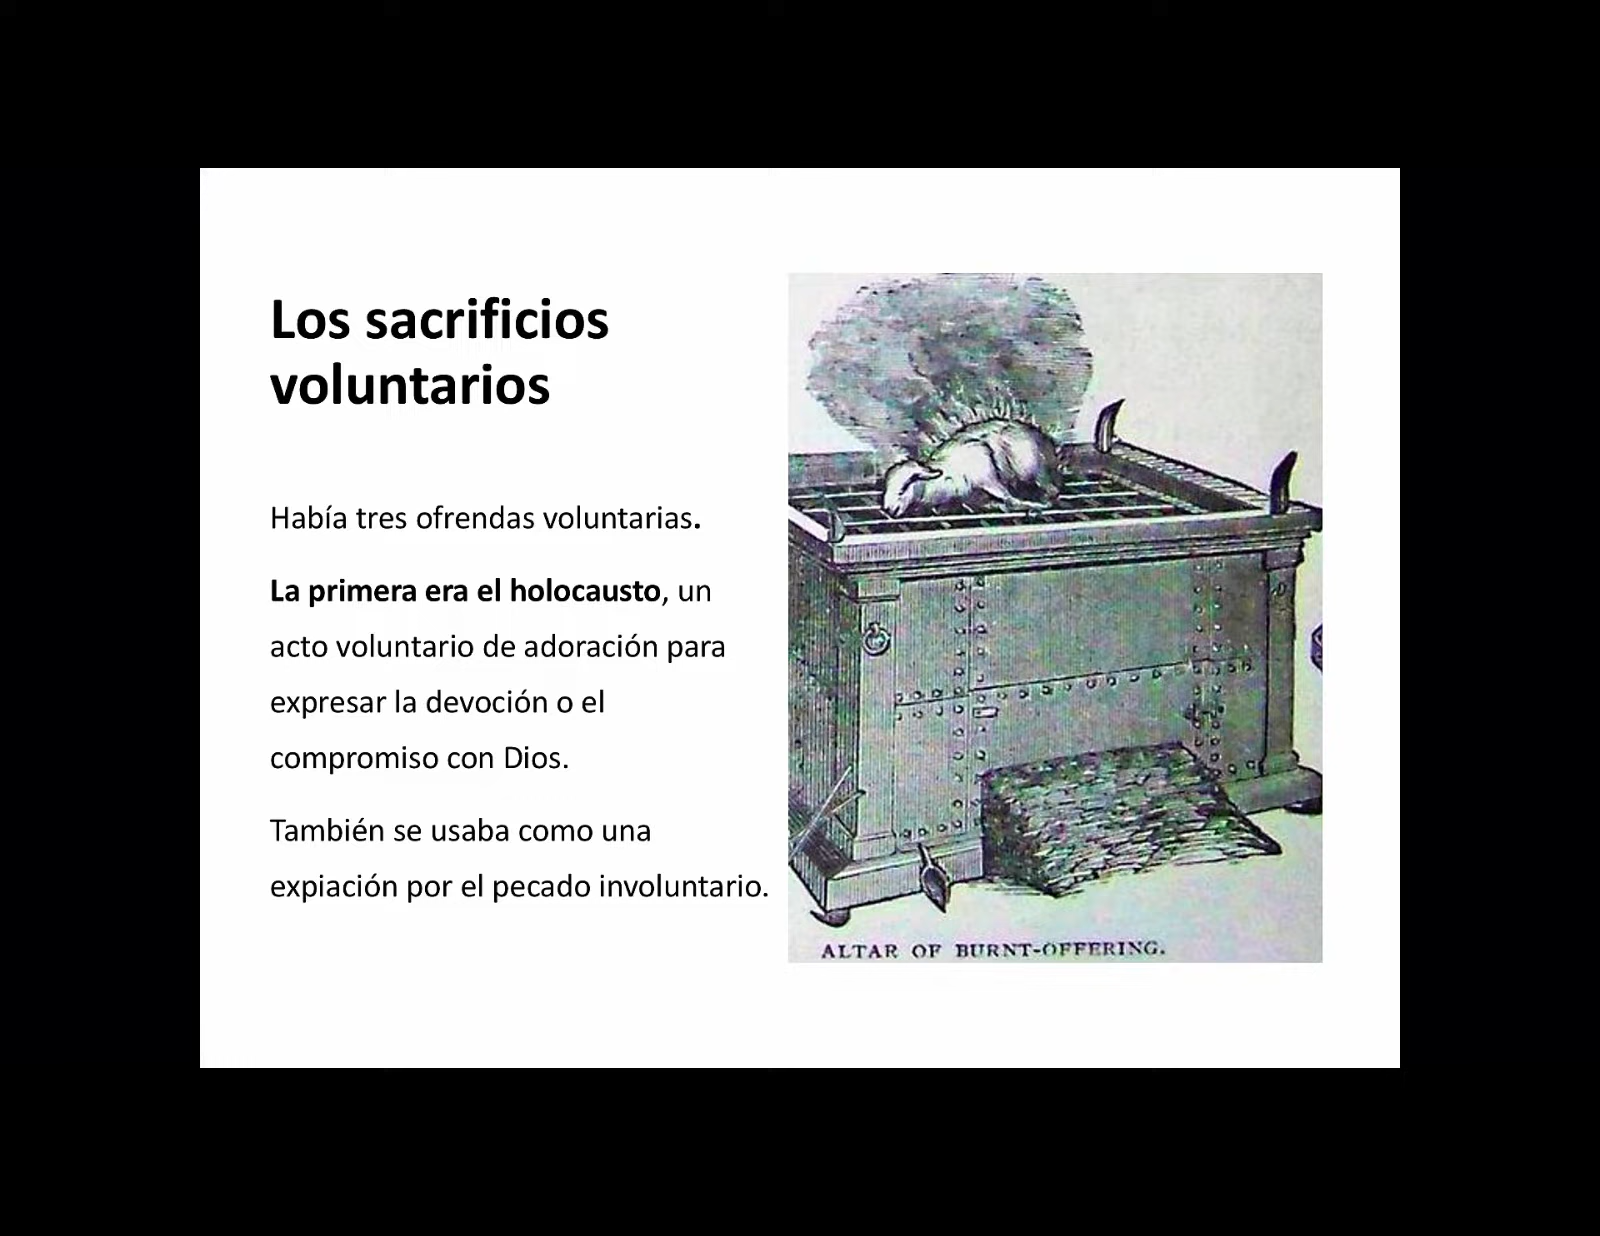 Los sacrificios
voluntarios
Había tres ofrendas voluntarias.
La primera era el holocausto, un
acto voluntario de adoración para
expresar la devoción o el
compromiso con Dios.
También se usaba como una
expiación por el pecado involuntario.
ALTAR OF BURNT-OFFERING.